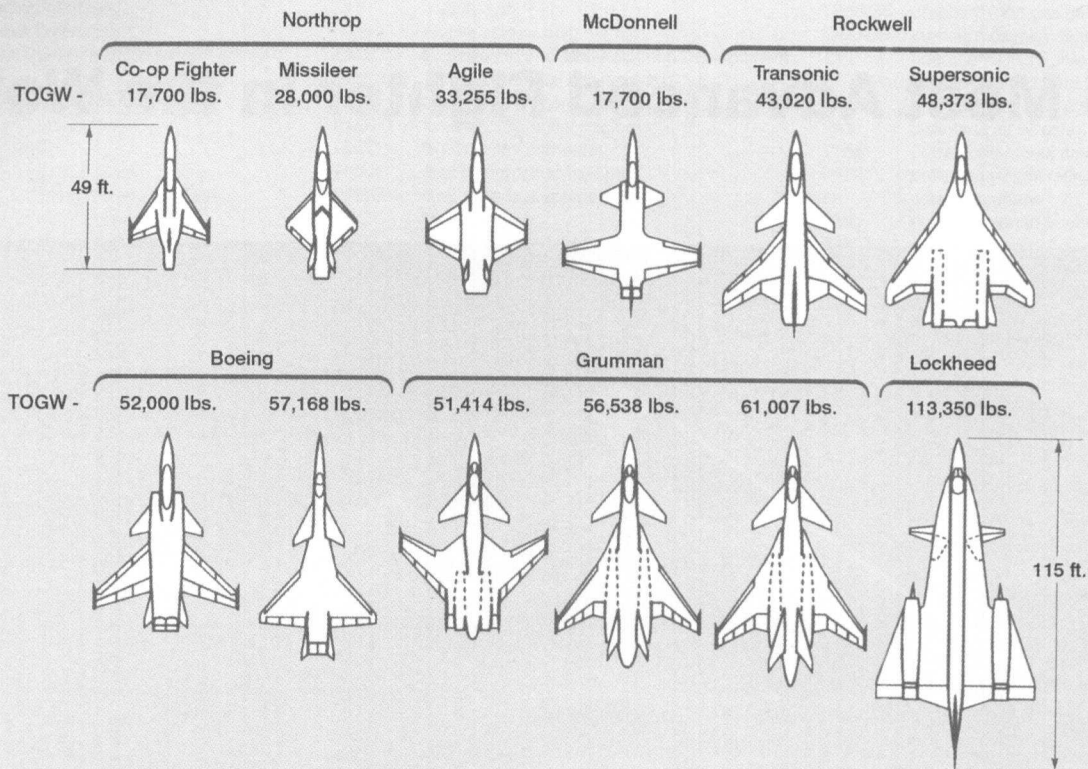 Northrop McDonnell Rockwell
Co-op Fighter Missileer Agile Transonic Supersonic
TOGW - 17,700 lbs. 28,000 lbs. 33,255 lbs. 17,700 lbs. 43,020 lbs. 48,373 lbs.
49 ft.
Boeing Grumman Lockheed
TOGW - 52,000 lbs. 57,168 lbs. 51,414 lbs. 56,538 lbs. 61,007 lbs. 113,350 lbs.
115 ft.